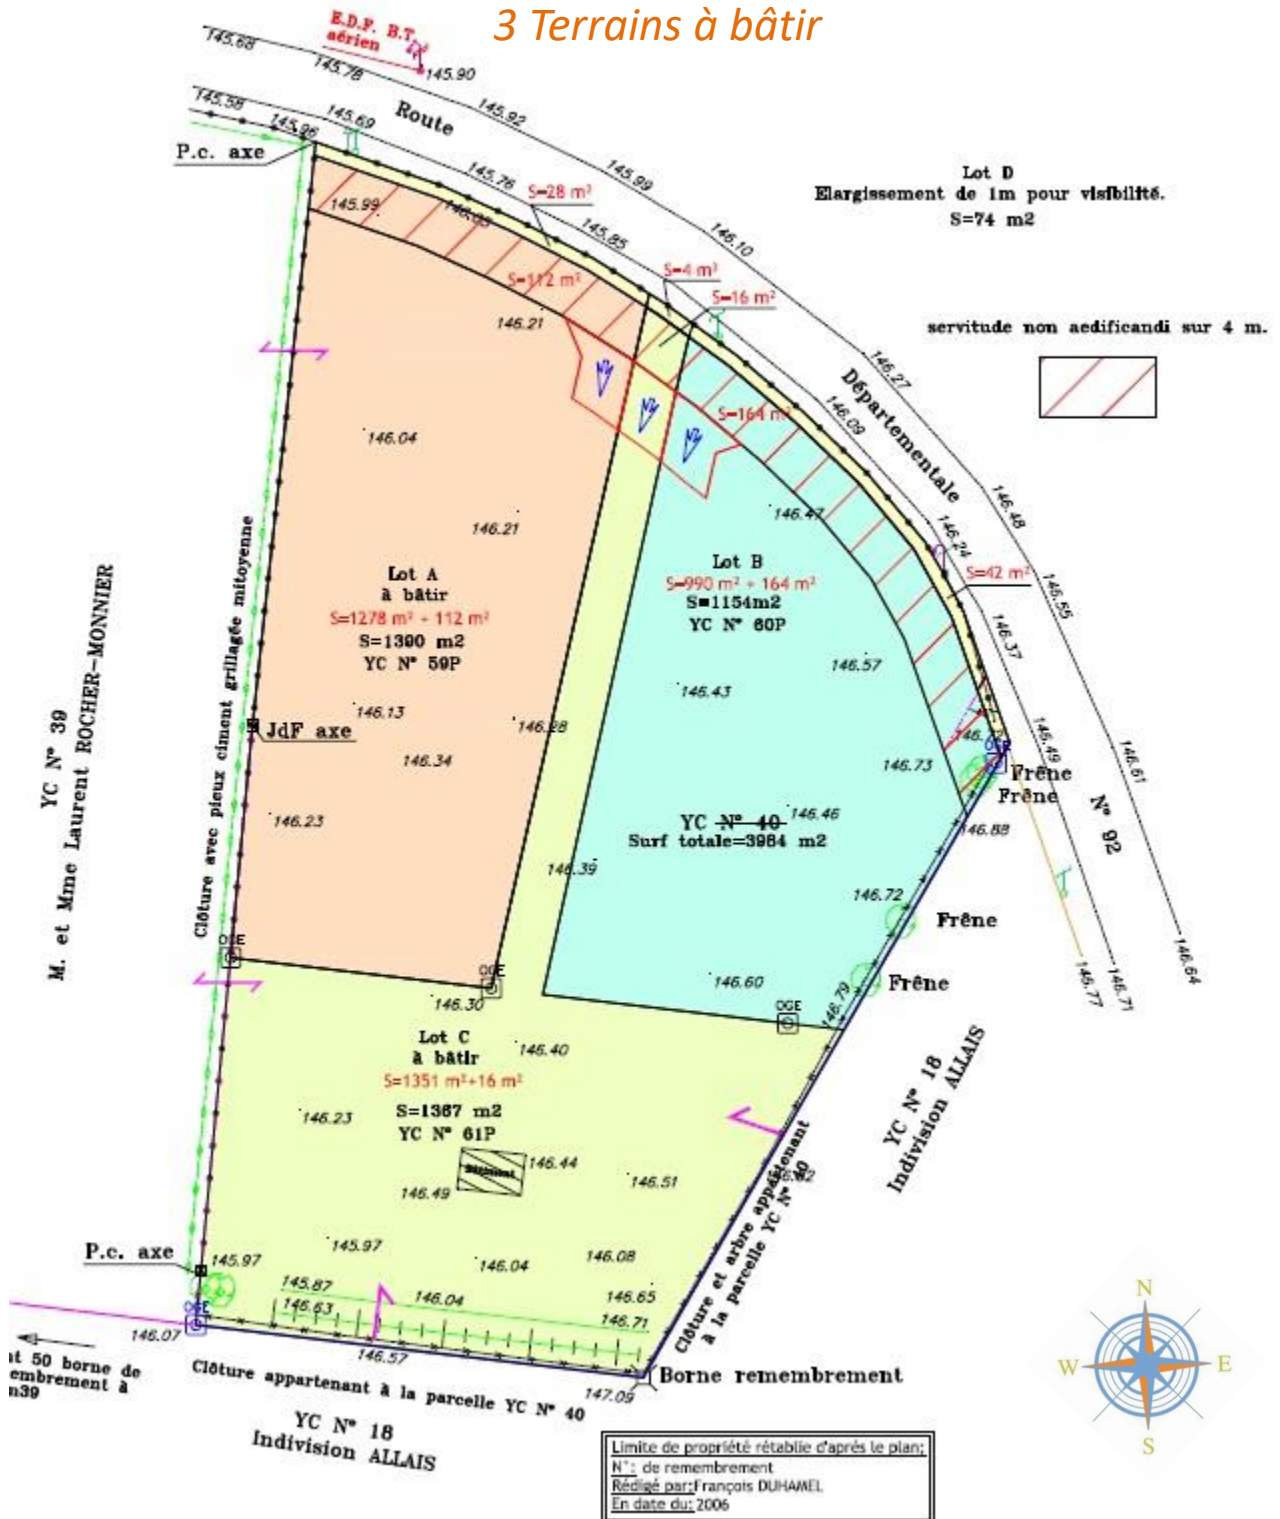 3 Terrains à bâtir
E.D.F. B.T.
aérien
145.68
145.78
145.90
145.92
145.99
146.10
146.27
146.48
146.55
146.61
146.64
Route
Départementale
N° 92
145.58
145.96
145.69
145.76
145.85
146.09
146.24
146.37
146.49
146.71
146.77
P.c. axe
S=28 m²
S=4 m²
S=16 m²
Lot D
Elargissement de 1m pour visibilité.
S=74 m2
servitude non aedificandi sur 4 m.
145.99
S=112 m²
146.21
S=164 m²
146.04
146.47
146.21
S=42 m²
Lot A
à bâtir
S=1278 m² + 112 m²
S=1390 m2
YC N° 59P
Lot B
S=990 m² + 164 m²
S=1154m2
YC N° 60P
146.57
146.43
146.13
146.28
JdF axe
146.34
146.73
OGE
Frêne
Frêne
146.23
YC N° 40
146.46
Surf totale=3984 m2
146.88
146.39
146.72
Frêne
Frêne
146.79
YC N° 39
M. et Mme Laurent ROCHER-MONNIER
Clôture avec pieux ciment grillagée mitoyenne
OGE
OGE
146.30
146.60
OGE
Lot C
à bâtir
S=1351 m²+16 m²
S=1367 m2
YC N° 61P
146.40
146.23
Bâtiment
146.44
146.49
146.51
YC N° 18
Indivision ALLAIS
Clôture et arbre appartenant
à la parcelle YC N° 40
P.c. axe
145.97
145.97
146.04
146.08
145.87
146.04
146.65
146.63
146.71
OGE
146.07
146.57
147.09
Borne remembrement
Clôture appartenant à la parcelle YC N° 40
YC N° 18
Indivision ALLAIS
50 borne de
embrement à
n39
N
W
E
S
Limite de propriété rétablie d'après le plan;
N°: de remembrement
Rédigé par: François DUHAMEL
En date du: 2006